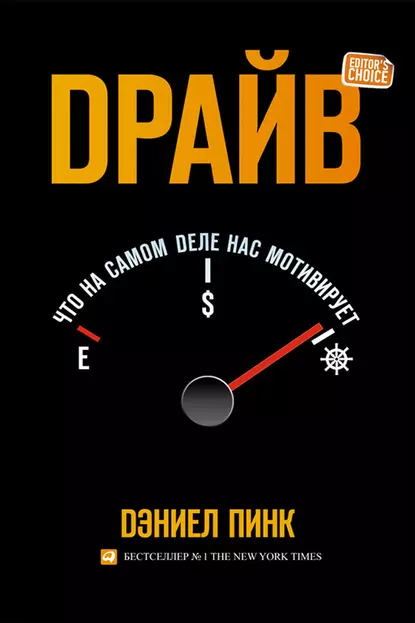 EDITOR'S
CHOICE
DРАЙВ
ЧТО НА САМОМ DЕЛЕ НАС МОТИВИРУЕТ
$
E
DЭНИЕЛ ПИНК
БЕСТСЕЛЛЕР № 1 THE NEW YORK TIMES